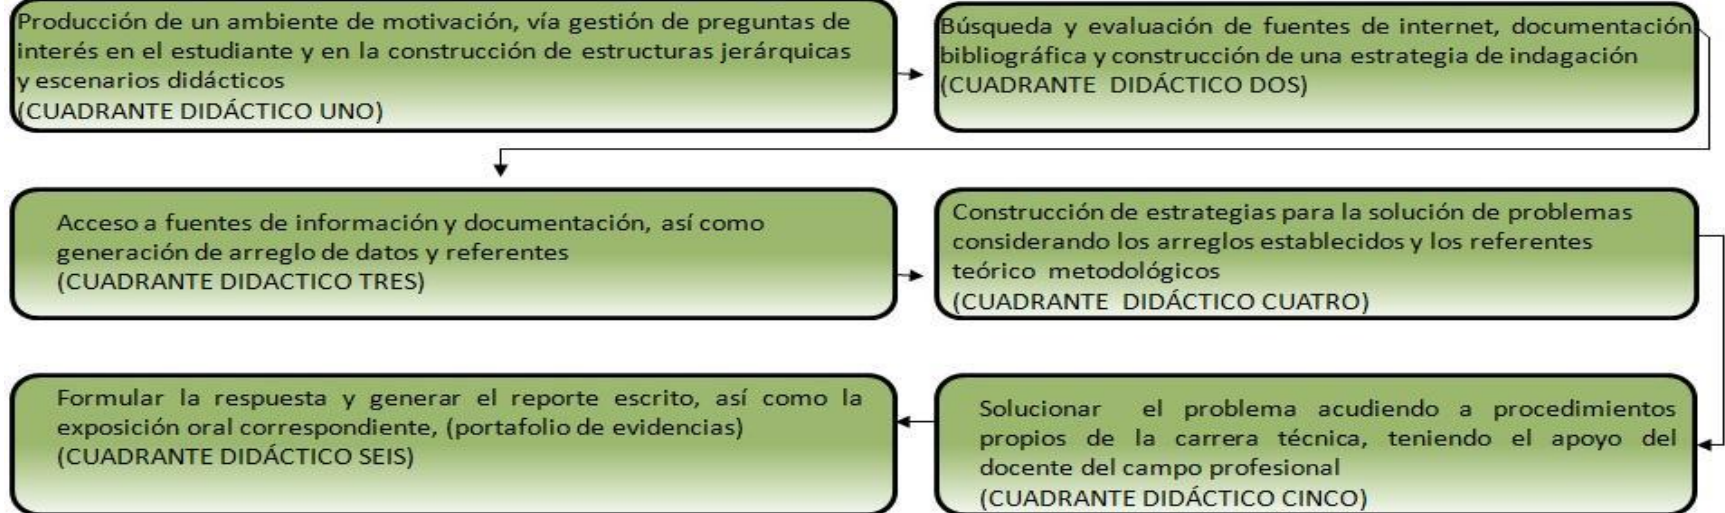 Producción de un ambiente de motivación, vía gestión de preguntas de
interés en el estudiante y en la construcción de estructuras jerárquicas
y escenarios didácticos
(CUADRANTE DIDÁCTICO UNO)
Búsqueda y evaluación de fuentes de internet, documentación
bibliográfica y construcción de una estrategia de indagación
(CUADRANTE DIDÁCTICO DOS)
Acceso a fuentes de información y documentación, así como
generación de arreglo de datos y referentes
(CUADRANTE DIDACTICO TRES)
Construcción de estrategias para la solución de problemas
considerando los arreglos establecidos y los referentes
teórico metodológicos
(CUADRANTE DIDÁCTICO CUATRO)
Formular la respuesta y generar el reporte escrito, así como la
exposición oral correspondiente, (portafolio de evidencias)
(CUADRANTE DIDÁCTICO SEIS)
Solucionar el problema acudiendo a procedimientos
propios de la carrera técnica, teniendo el apoyo del
docente del campo profesional
(CUADRANTE DIDÁCTICO CINCO)